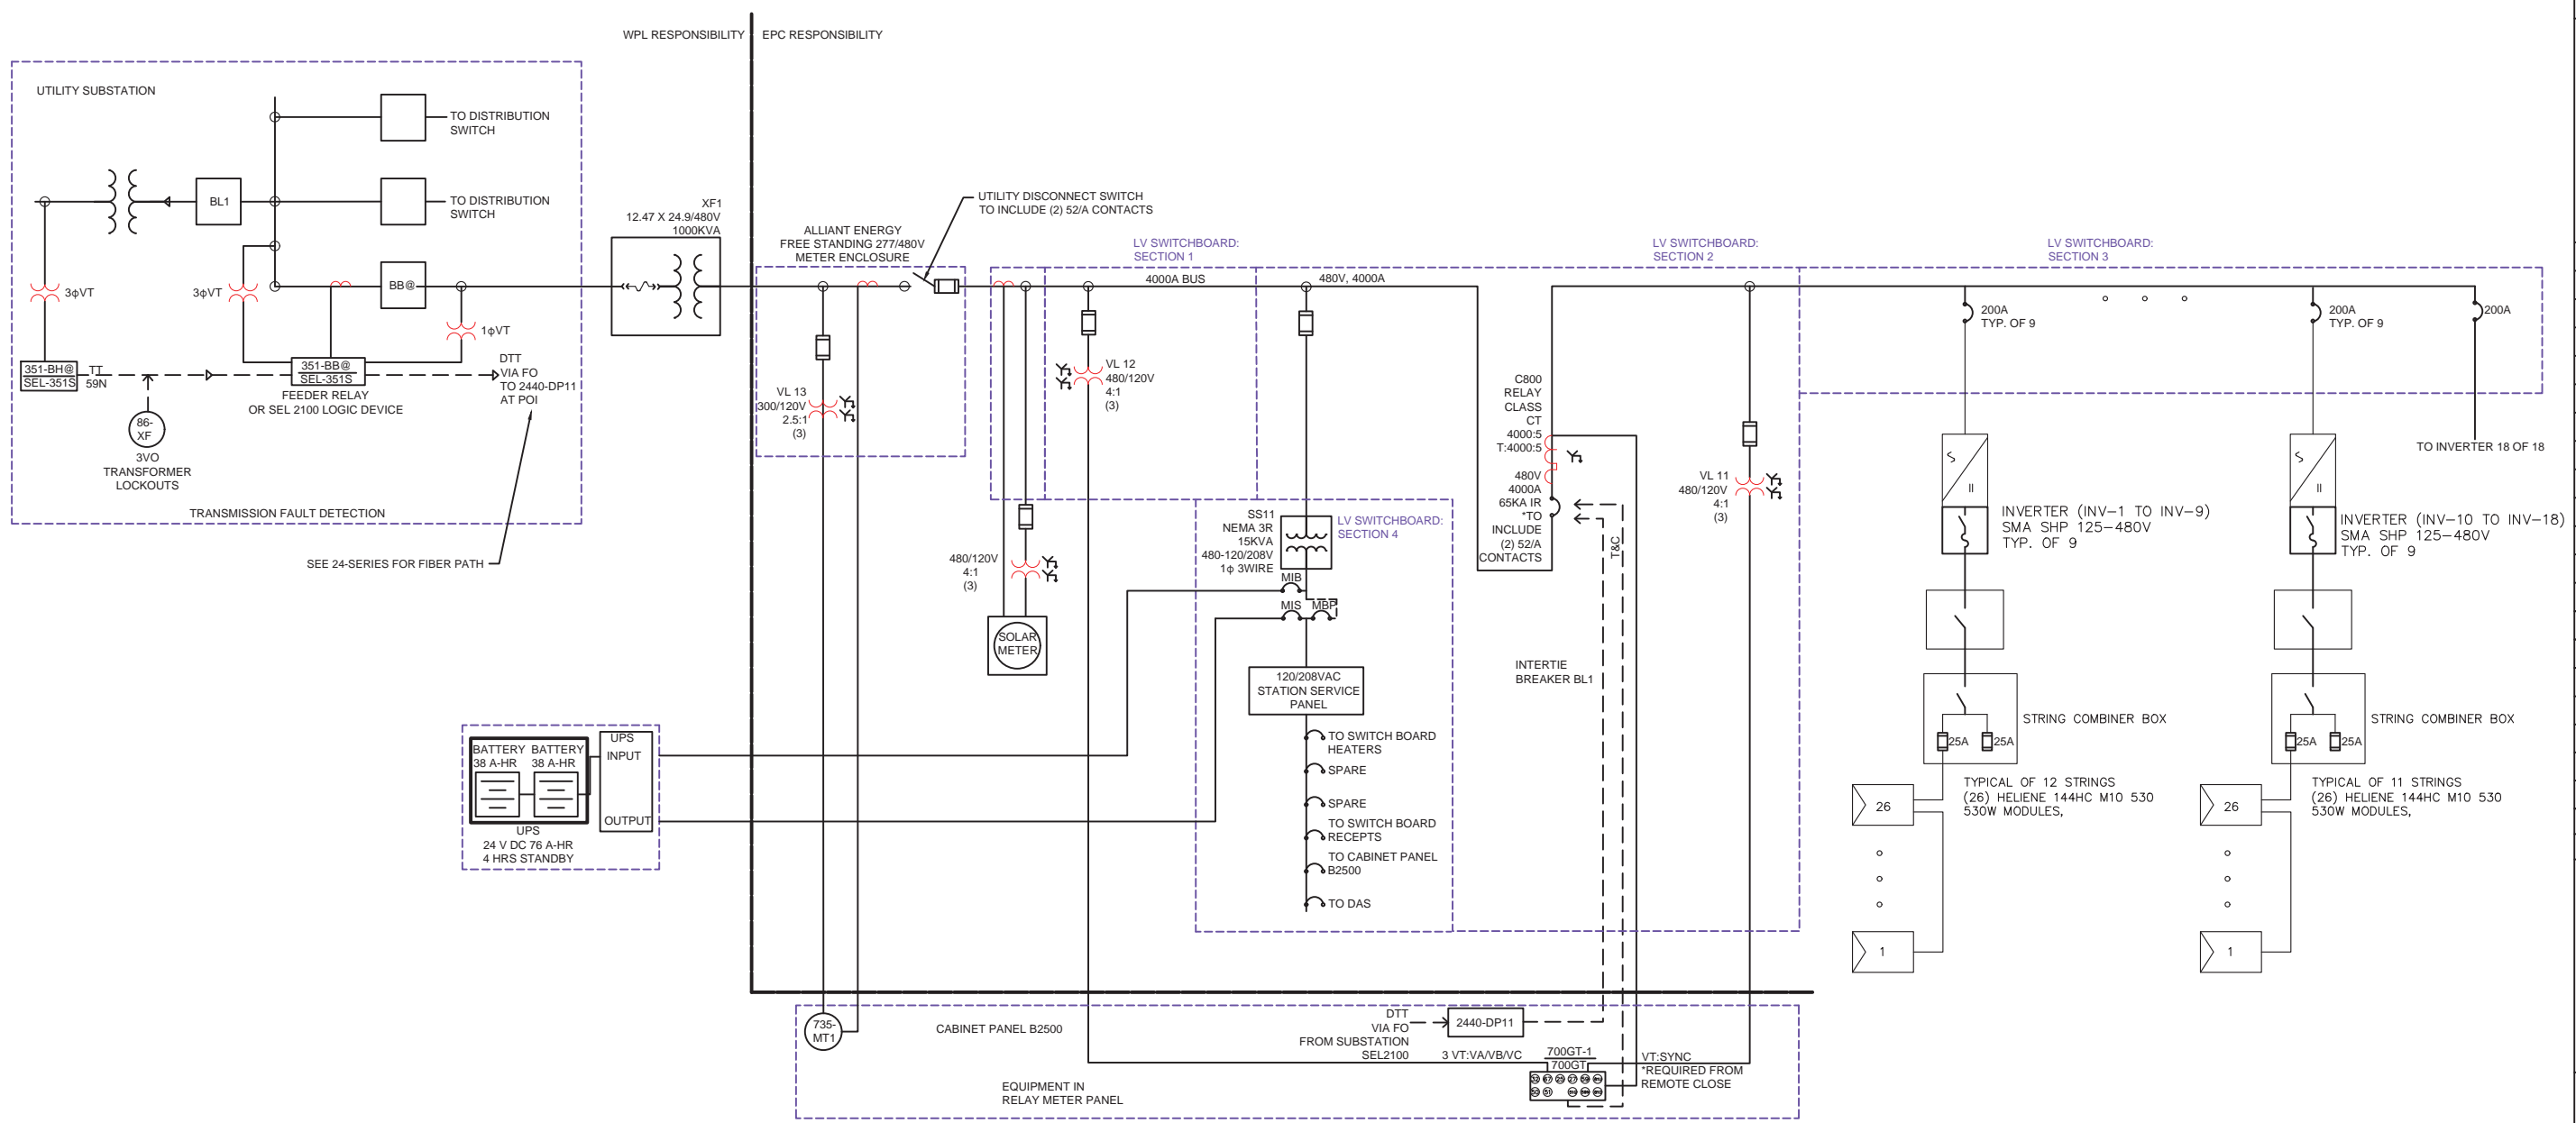 WPL RESPONSIBILITY
EPC RESPONSIBILITY
UTILITY SUBSTATION
TO DISTRIBUTION
SWITCH
BL1
TO DISTRIBUTION
SWITCH
3ϕVT
3ϕVT
BB@
1ϕVT
351-BH@
SEL-351S
TT
59N
351-BB@
SEL-351S
FEEDER RELAY
OR SEL 2100 LOGIC DEVICE
DTT
VIA FO
TO 2440-DP11
AT POI
86-
XF
3VO
TRANSFORMER
LOCKOUTS
TRANSMISSION FAULT DETECTION
SEE 24-SERIES FOR FIBER PATH
XF1
12.47 X 24.9/480V
1000KVA
ALLIANT ENERGY
FREE STANDING 277/480V
METER ENCLOSURE
UTILITY DISCONNECT SWITCH
TO INCLUDE (2) 52/A CONTACTS
VL 13
300/120V
2.5:1
(3)
LV SWITCHBOARD:
SECTION 1
4000A BUS
480V, 4000A
VL 12
480/120V
4:1
(3)
480/120V
4:1
(3)
SOLAR
METER
SS11
NEMA 3R
15KVA
480-120/208V
1ϕ 3WIRE
LV SWITCHBOARD:
SECTION 4
MIB
MIS
MBP
120/208VAC
STATION SERVICE
PANEL
TO SWITCH BOARD
HEATERS
SPARE
SPARE
TO SWITCH BOARD
RECEPTS
TO CABINET PANEL
B2500
TO DAS
LV SWITCHBOARD:
SECTION 2
C800
RELAY
CLASS
CT
4000:5
T:4000:5
480V
4000A
65KA IR
*TO
INCLUDE
(2) 52/A
CONTACTS
T&C
INTERTIE
BREAKER BL1
VL 11
480/120V
4:1
(3)
LV SWITCHBOARD:
SECTION 3
200A
TYP. OF 9
200A
TYP. OF 9
200A
TO INVERTER 18 OF 18
INVERTER (INV-1 TO INV-9)
SMA SHP 125-480V
TYP. OF 9
INVERTER (INV-10 TO INV-18)
SMA SHP 125-480V
TYP. OF 9
STRING COMBINER BOX
25A
25A
STRING COMBINER BOX
25A
25A
TYPICAL OF 12 STRINGS
(26) HELIENE 144HC M10 530
530W MODULES,
26
1
TYPICAL OF 11 STRINGS
(26) HELIENE 144HC M10 530
530W MODULES,
26
1
BATTERY
38 A-HR
BATTERY
38 A-HR
UPS
INPUT
OUTPUT
UPS
24 V DC 76 A-HR
4 HRS STANDBY
735-
MT1
CABINET PANEL B2500
EQUIPMENT IN
RELAY METER PANEL
DTT
VIA FO
FROM SUBSTATION
SEL2100
2440-DP11
3 VT:VA/VB/VC
700GT-1
700GT
VT:SYNC
*REQUIRED FROM
REMOTE CLOSE